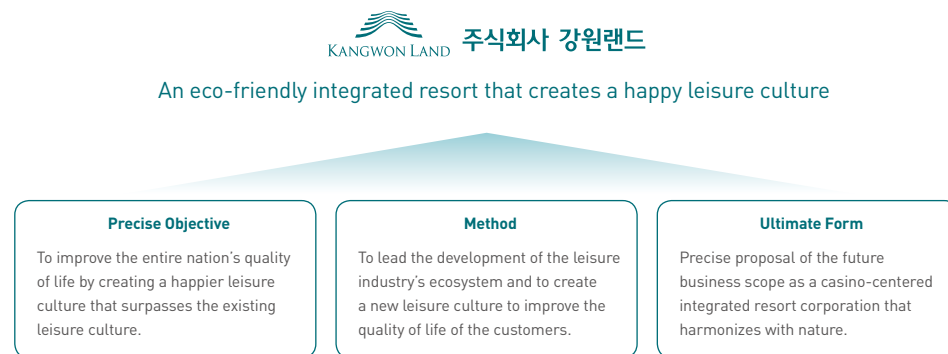 KANGWON LAND 주식회사 강원랜드
An eco-friendly integrated resort that creates a happy leisure culture
Precise Objective
To improve the entire nation's quality
of life by creating a happier leisure
culture that surpasses the existing
leisure culture.
Method
To lead the development of the leisure
industry's ecosystem and to create
a new leisure culture to improve the
quality of life of the customers.
Ultimate Form
Precise proposal of the future
business scope as a casino-centered
integrated resort corporation that
harmonizes with nature.